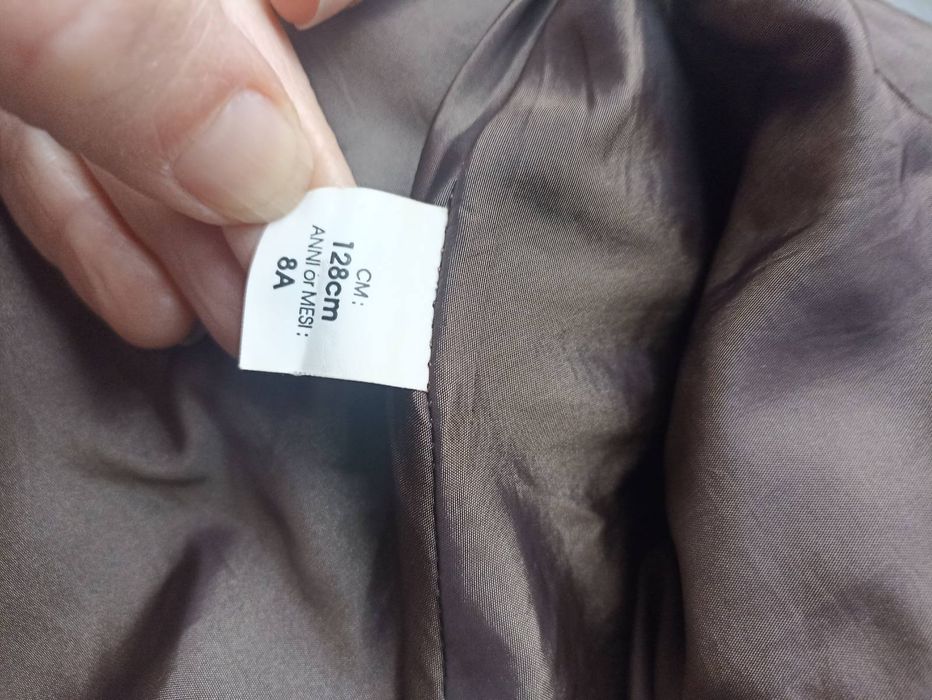 CM:
128cm
ANNI or MESI:
8A